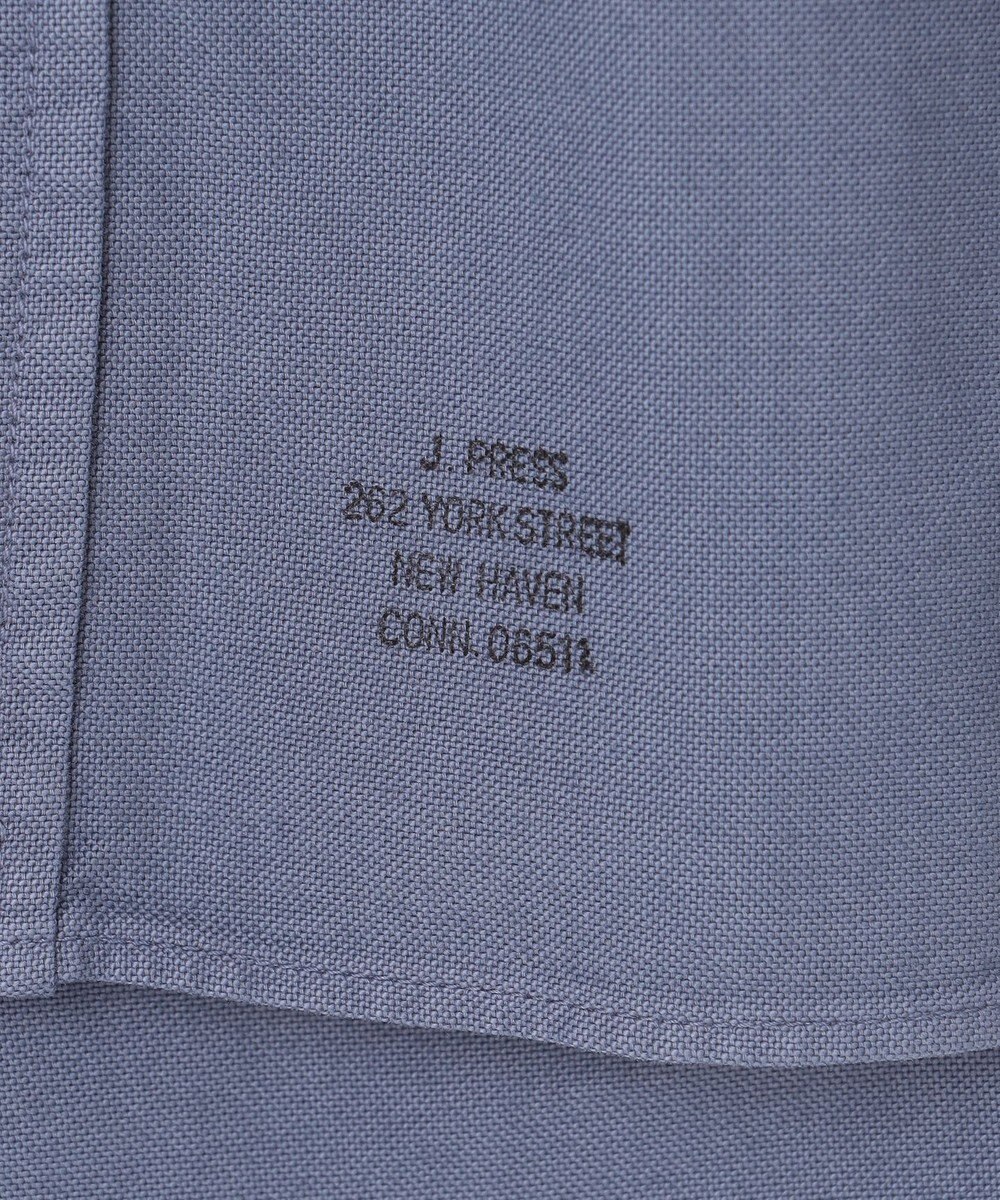 J. PRESS
262 YORK STREET
NEW HAVEN
CONN. 06511